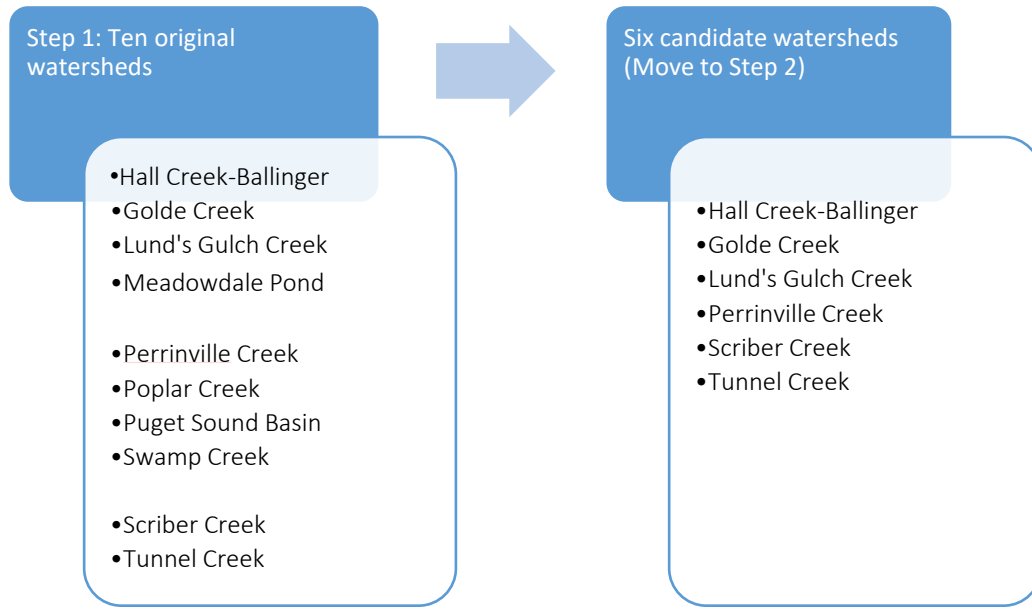 Step 1: Ten original
watersheds
•Hall Creek-Ballinger
•Golde Creek
•Lund's Gulch Creek
•Meadowdale Pond
•Perrinville Creek
•Poplar Creek
•Puget Sound Basin
•Swamp Creek
•Scriber Creek
•Tunnel Creek
Six candidate watersheds
(Move to Step 2)
•Hall Creek-Ballinger
•Golde Creek
•Lund's Gulch Creek
•Perrinville Creek
•Scriber Creek
•Tunnel Creek